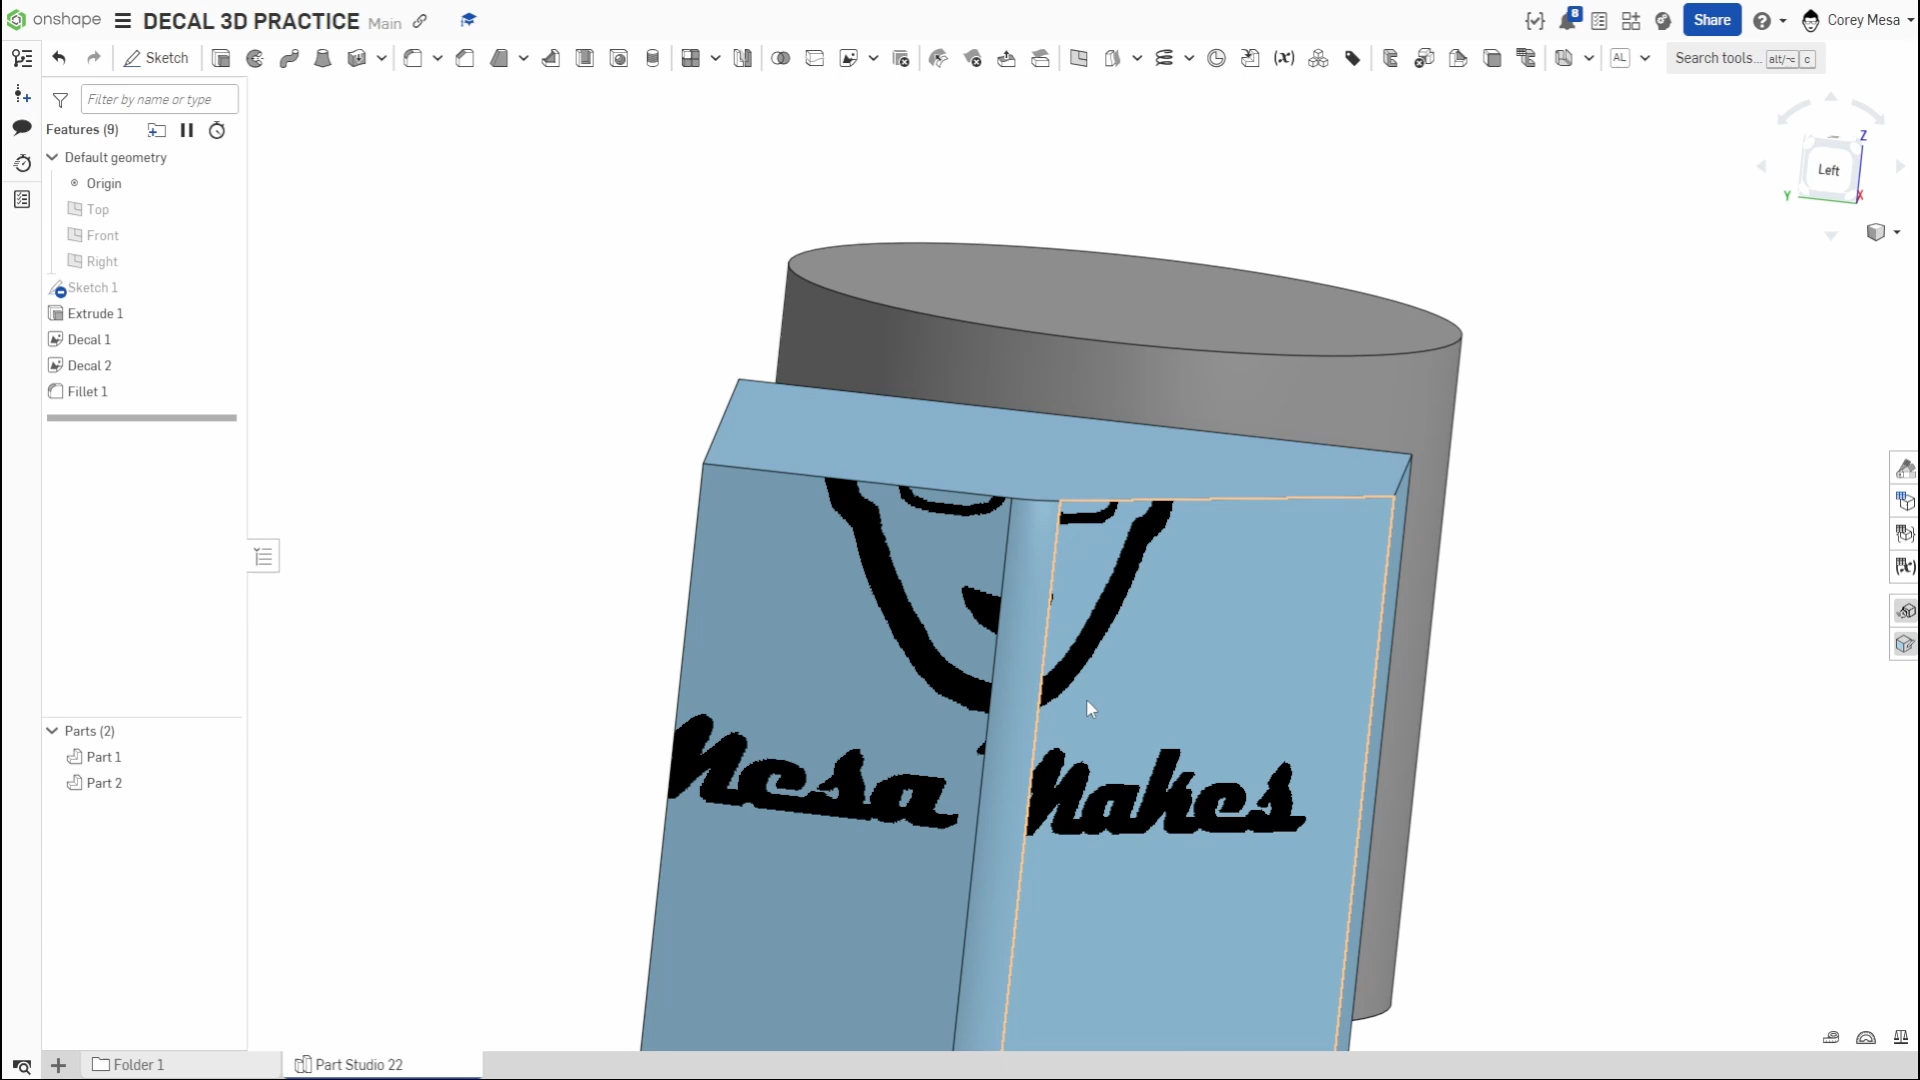 onshape DECAL 3D PRACTICE Main 8 Share Corey Mesa
Sketch AL Search tools... alt/⌥ c
Filter by name or type
Features (9)
Default geometry
Origin
Top
Front
Right
Sketch 1
Extrude 1
Decal 1
Decal 2
Fillet 1
Z
Left
Y
X
Mesa Makes
Parts (2)
Part 1
Part 2
Folder 1
Part Studio 22